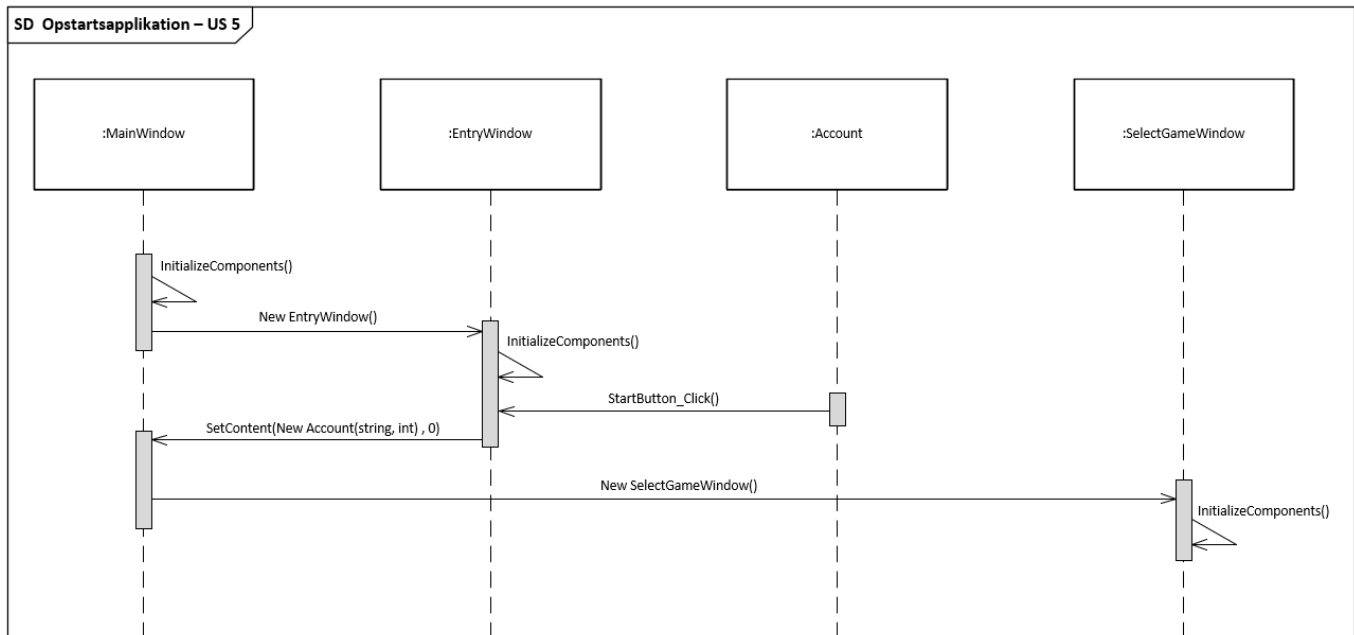 SD Opstartsapplikation – US 5
:MainWindow
:EntryWindow
:Account
:SelectGameWindow
InitializeComponents()
New EntryWindow()
InitializeComponents()
StartButton_Click()
SetContent(New Account(string, int) , 0)
New SelectGameWindow()
InitializeComponents()